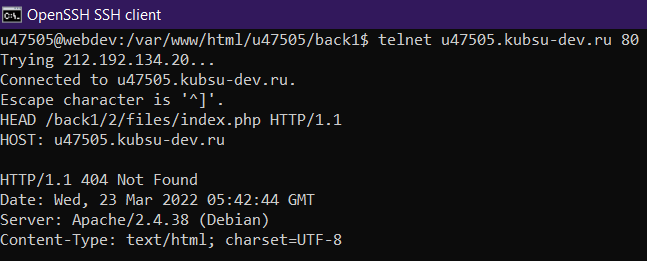 OpenSSH SSH client
u47505@webdev:/var/www/html/u47505/back1$ telnet u47505.kubsu-dev.ru 80
Trying 212.192.134.20...
Connected to u47505.kubsu-dev.ru.
Escape character is '^]'.
HEAD /back1/2/files/index.php HTTP/1.1
HOST: u47505.kubsu-dev.ru

HTTP/1.1 404 Not Found
Date: Wed, 23 Mar 2022 05:42:44 GMT
Server: Apache/2.4.38 (Debian)
Content-Type: text/html; charset=UTF-8